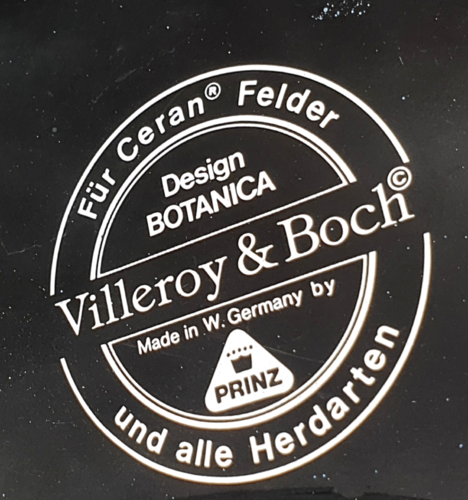 Für Ceran® Felder
Design
BOTANICA
Villeroy & Boch©
Made in W. Germany by
PRINZ
und alle Herdarten